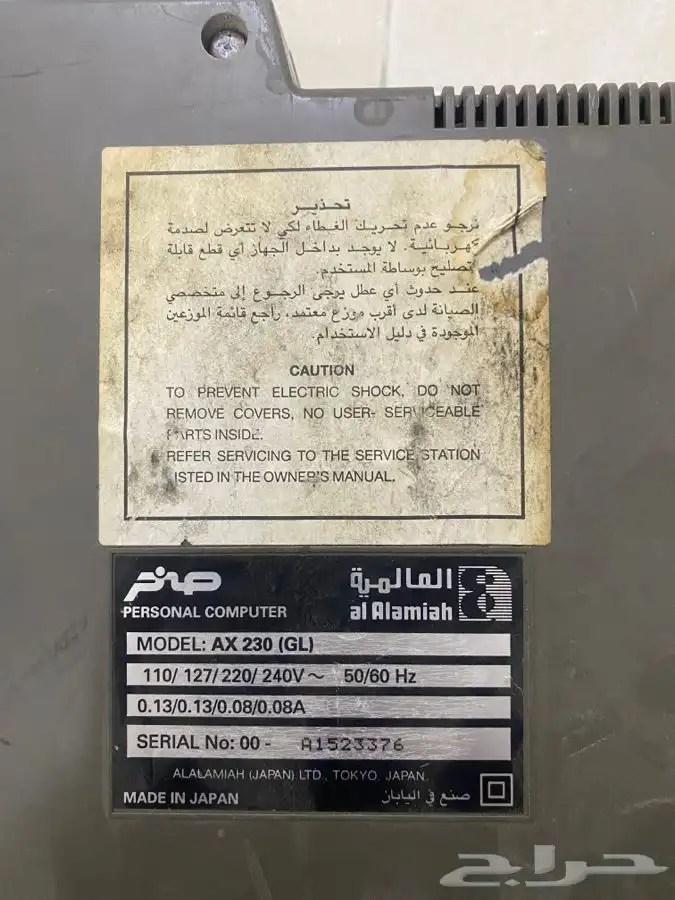 تحذير
نرجو عدم تحريك الغطاء لكي لا تتعرض لصدمة
كهربائية. لا يوجد بداخل الجهاز أي قطع قابلة
لتصليح بوساطة المستخدم.
عند حدوث أي عطل يرجى الرجوع إلى متخصصي
الصيانة لدى أقرب موزع معتمد، راجع قائمة الموزعين
الموجودة في دليل الاستخدام.
CAUTION
TO PREVENT ELECTRIC SHOCK, DO NOT
REMOVE COVERS, NO USER- SERVICEABLE
PARTS INSIDE.
REFER SERVICING TO THE SERVICE STATION
LISTED IN THE OWNER'S MANUAL.
صخر
العالمية
PERSONAL COMPUTER
al Alamiah
MODEL: AX 230 (GL)
110/ 127/ 220/ 240V～ 50/60 Hz
0.13/0.13/0.08/0.08A
SERIAL No: 00 - A1523376
ALALAMIAH (JAPAN) LTD., TOKYO, JAPAN.
MADE IN JAPAN
صنع في اليابان
حراج